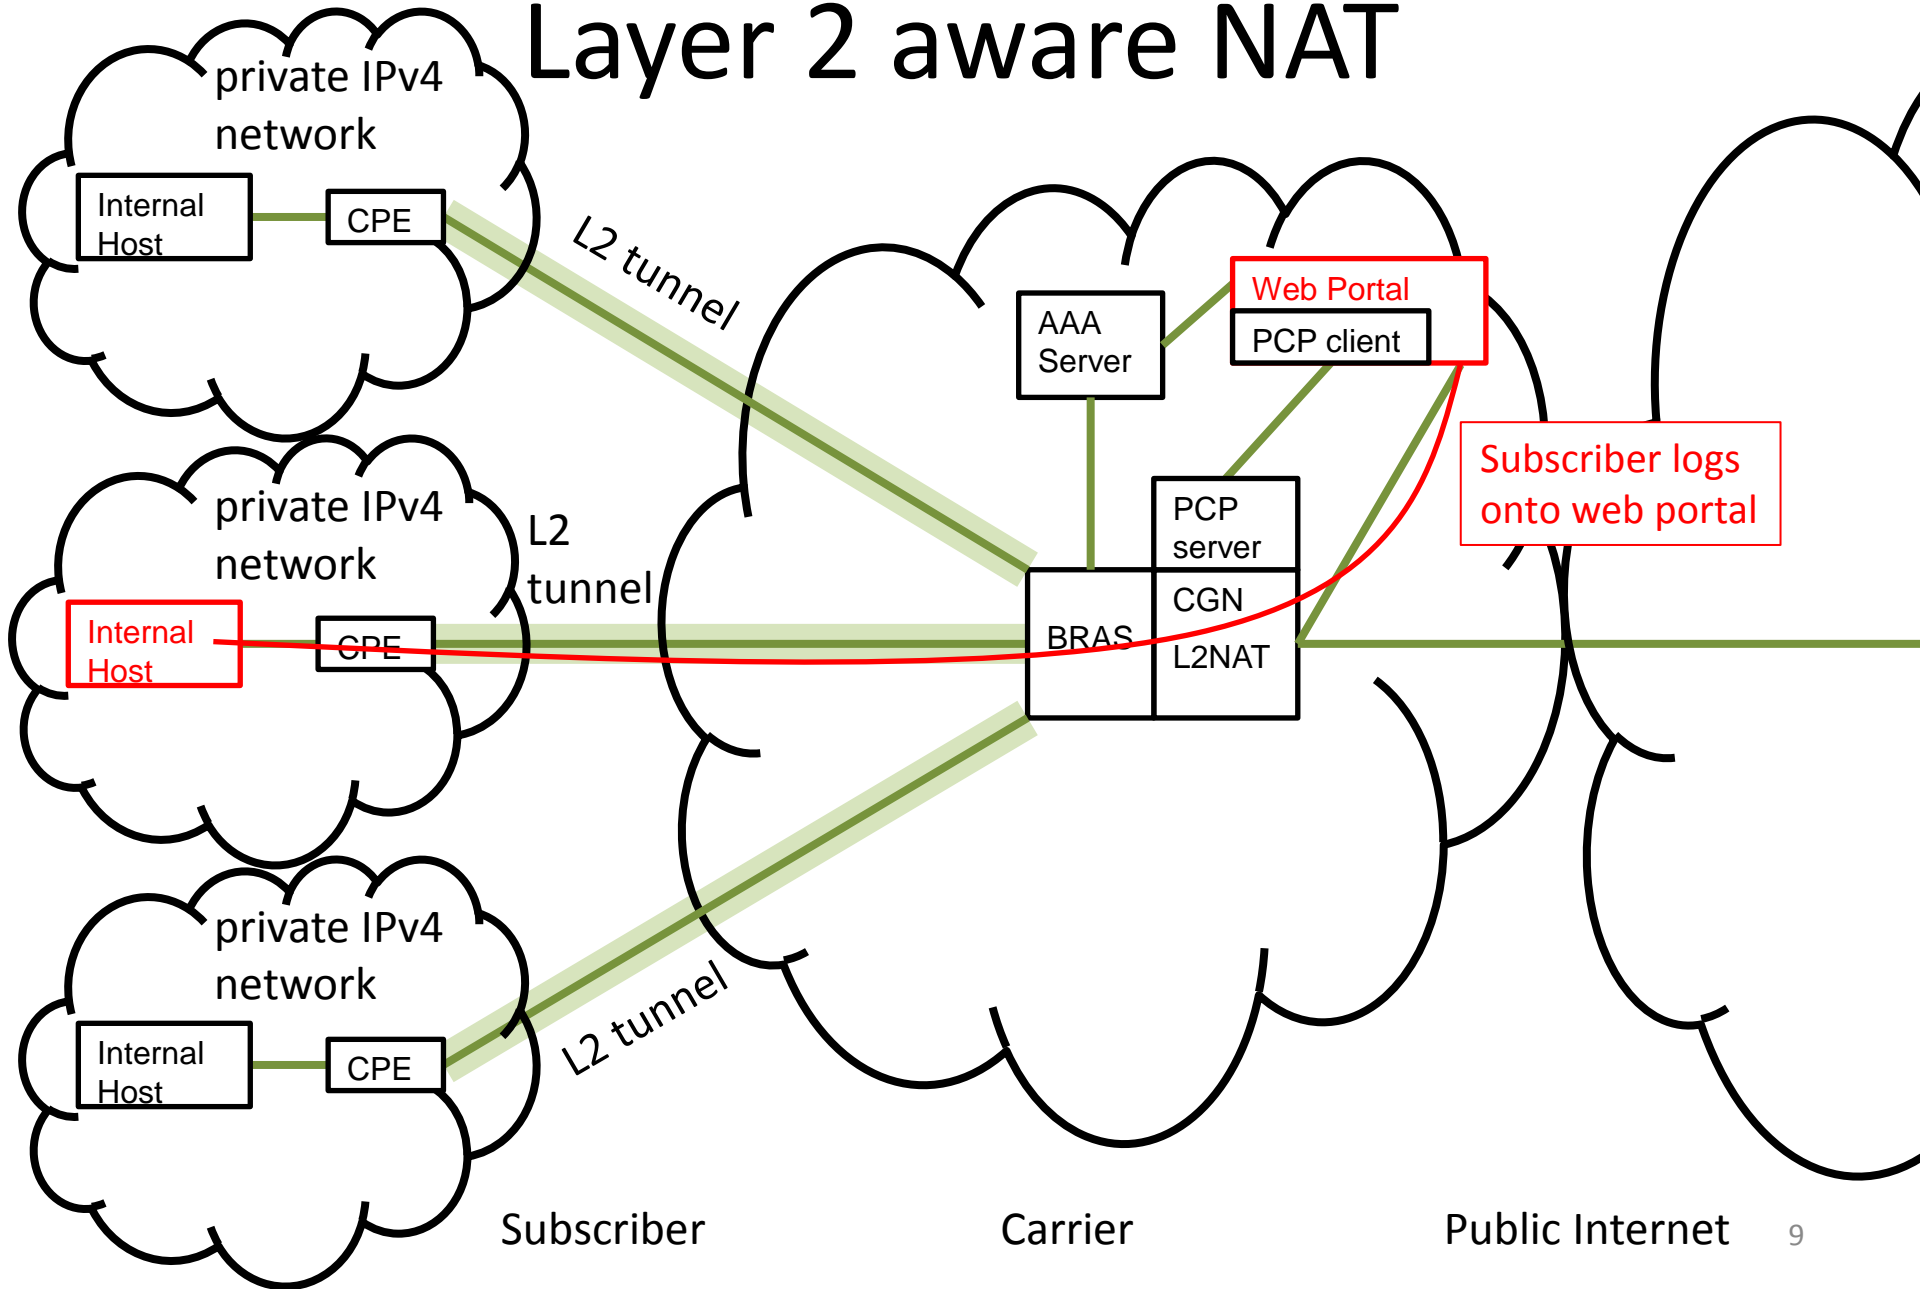 Layer 2 aware NAT
private IPv4
network
Internal
Host
CPE
L2 tunnel
private IPv4
network
Internal
Host
CPE
L2
tunnel
private IPv4
network
Internal
Host
CPE
L2 tunnel
AAA
Server
Web Portal
PCP client
Subscriber logs
onto web portal
PCP
server
BRAS
CGN
L2NAT
Subscriber
Carrier
Public Internet
9